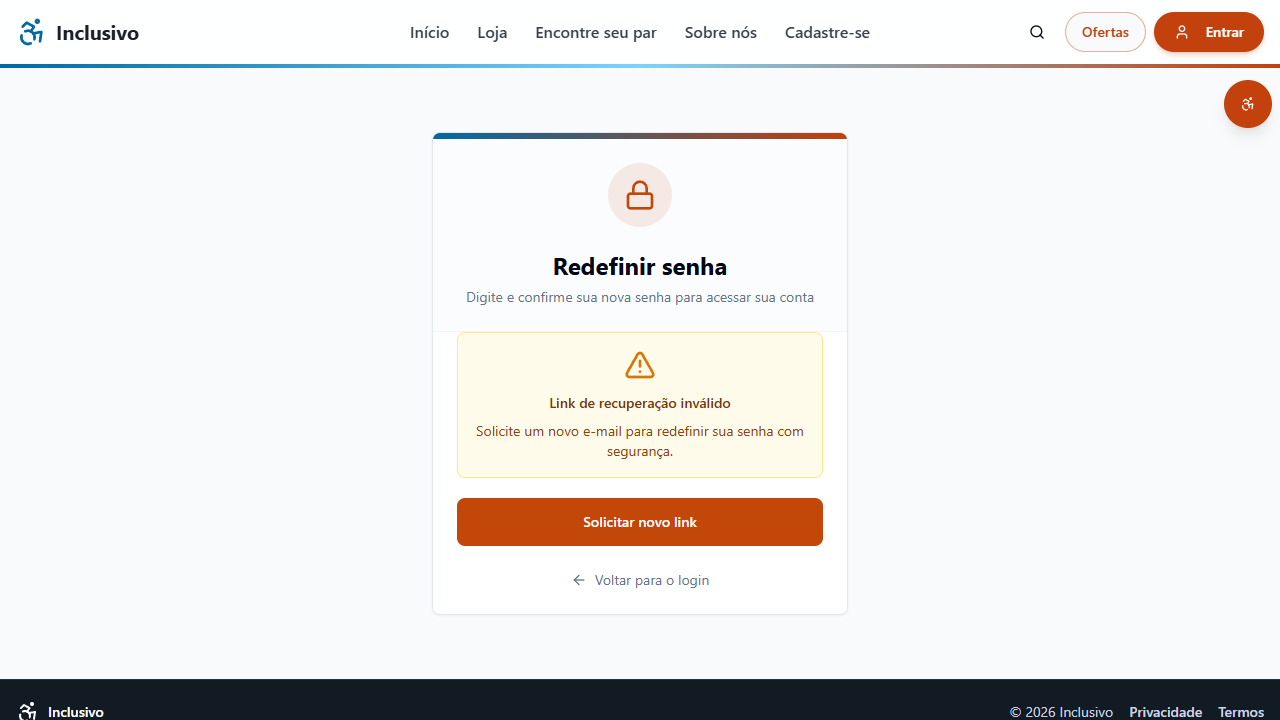 Inclusivo
Início
Loja
Encontre seu par
Sobre nós
Cadastre-se
Ofertas
Entrar
Redefinir senha
Digite e confirme sua nova senha para acessar sua conta
Link de recuperação inválido
Solicite um novo e-mail para redefinir sua senha com
segurança.
Solicitar novo link
Voltar para o login
Inclusivo
© 2026 Inclusivo
Privacidade
Termos